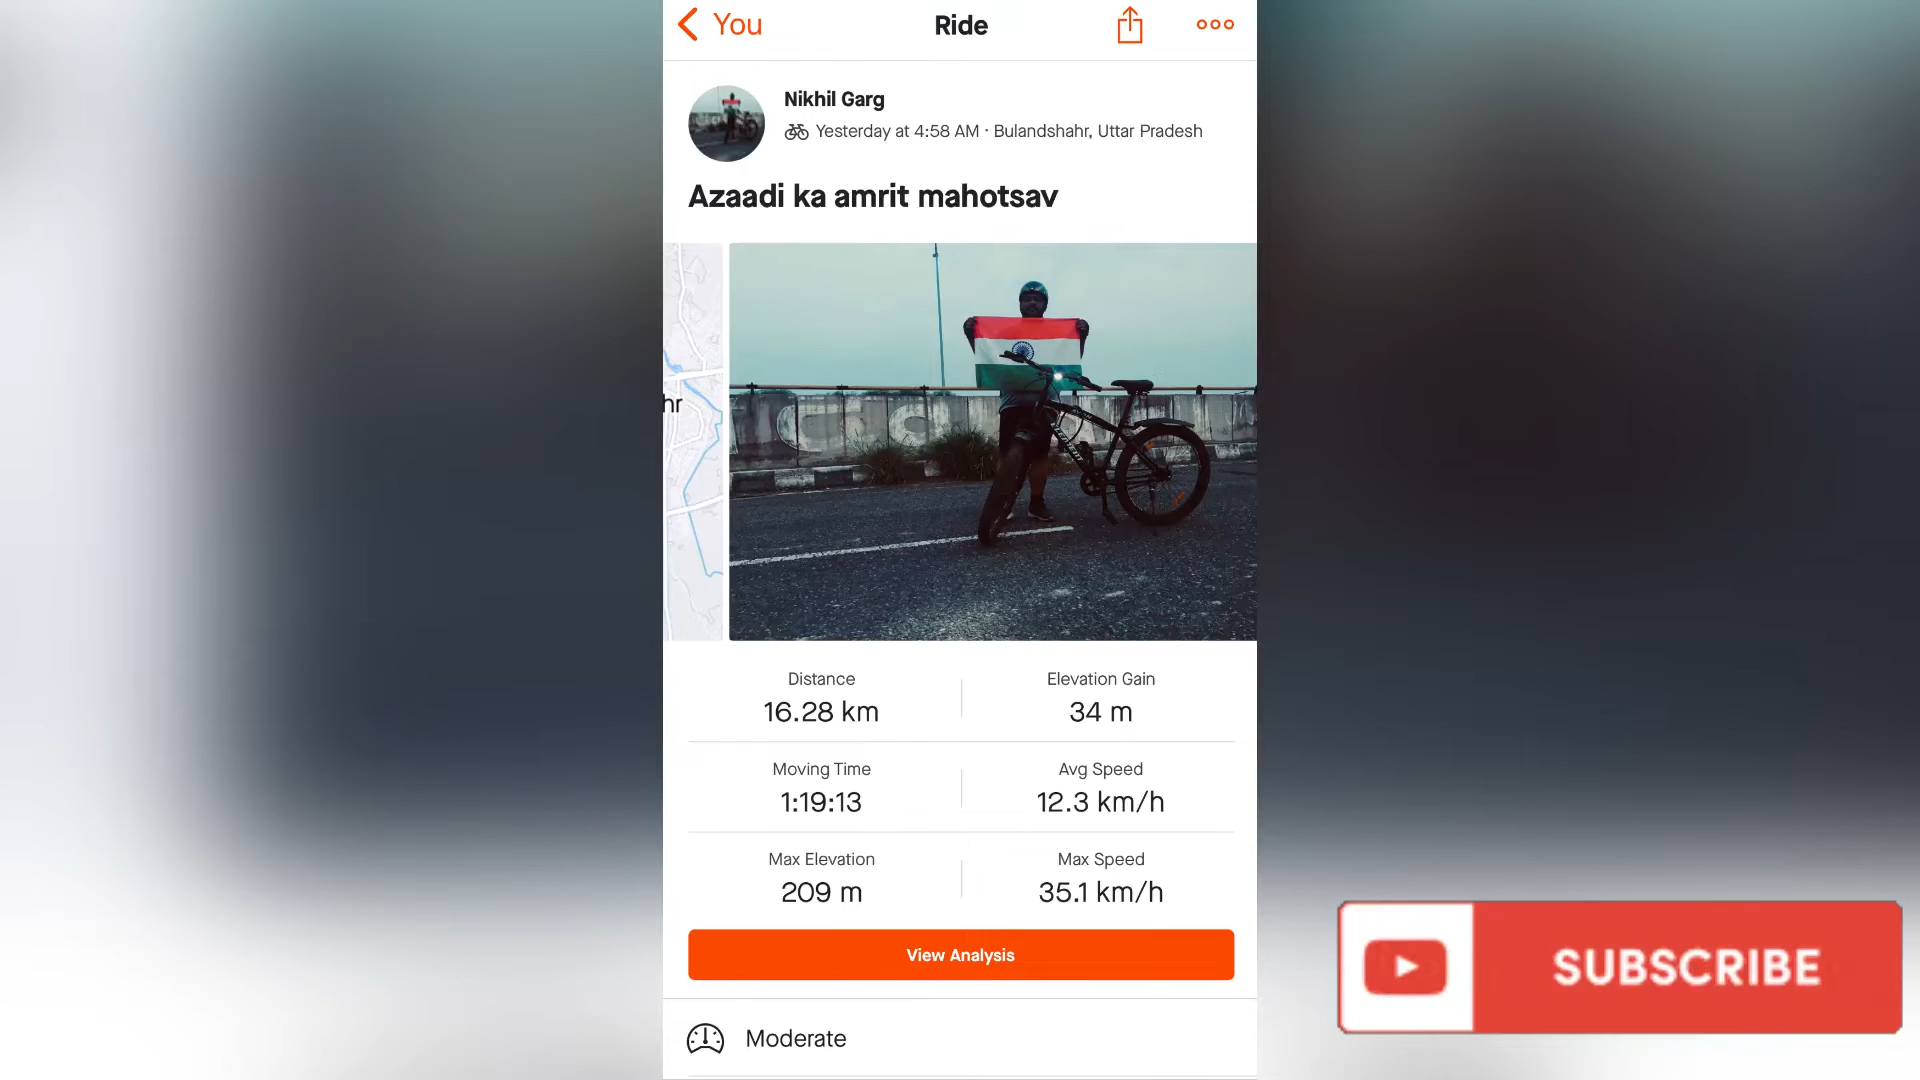 You
Ride
Nikhil Garg
Yesterday at 4:58 AM · Bulandshahr, Uttar Pradesh
Azaadi ka amrit mahotsav
hr
Distance
16.28 km
Elevation Gain
34 m
Moving Time
1:19:13
Avg Speed
12.3 km/h
Max Elevation
209 m
Max Speed
35.1 km/h
View Analysis
Moderate
SUBSCRIBE